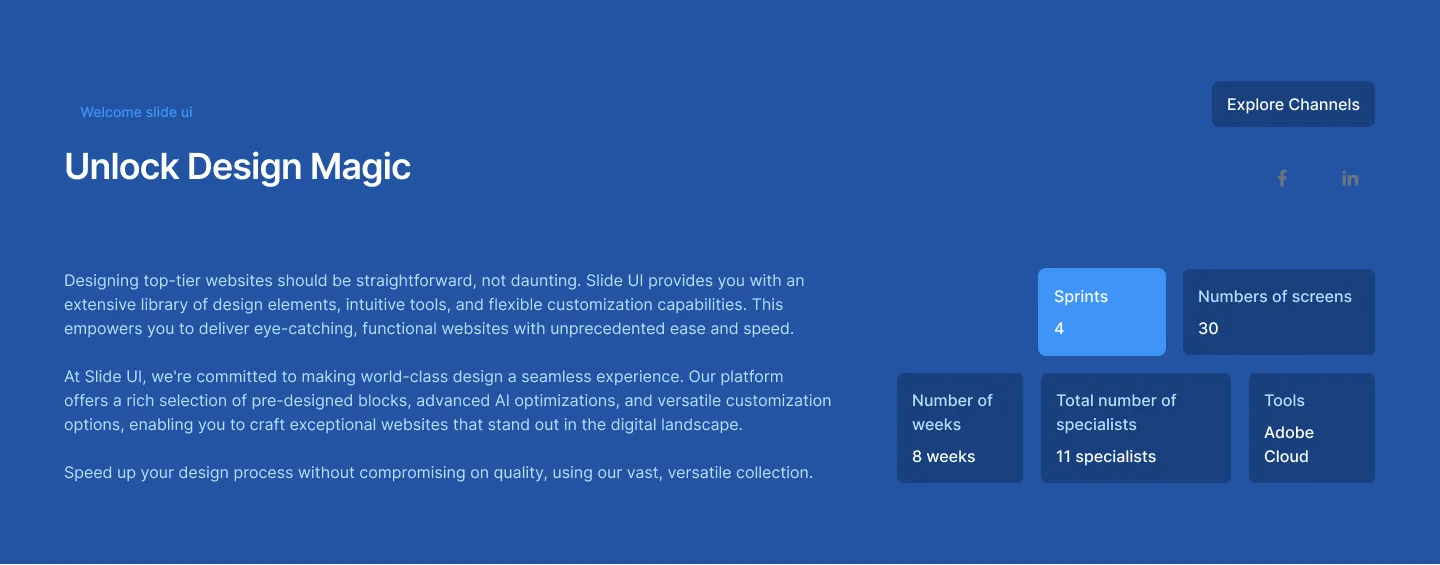 Welcome slide ui
Explore Channels
Unlock Design Magic
Designing top-tier websites should be straightforward, not daunting. Slide UI provides you with an
extensive library of design elements, intuitive tools, and flexible customization capabilities. This
empowers you to deliver eye-catching, functional websites with unprecedented ease and speed.
At Slide UI, we're committed to making world-class design a seamless experience. Our platform
offers a rich selection of pre-designed blocks, advanced AI optimizations, and versatile customization
options, enabling you to craft exceptional websites that stand out in the digital landscape.
Speed up your design process without compromising on quality, using our vast, versatile collection.
Sprints
4
Numbers of screens
30
Number of
weeks
8 weeks
Total number of
specialists
11 specialists
Tools
Adobe
Cloud